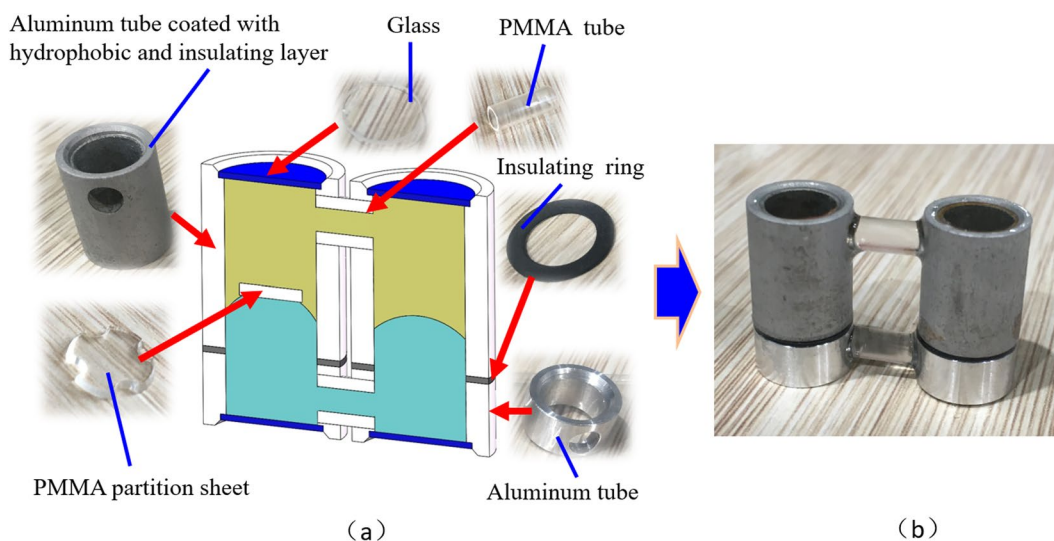 Aluminum tube coated with
hydrophobic and insulating layer
Glass
PMMA tube
Insulating ring
PMMA partition sheet
Aluminum tube
(a)
(b)